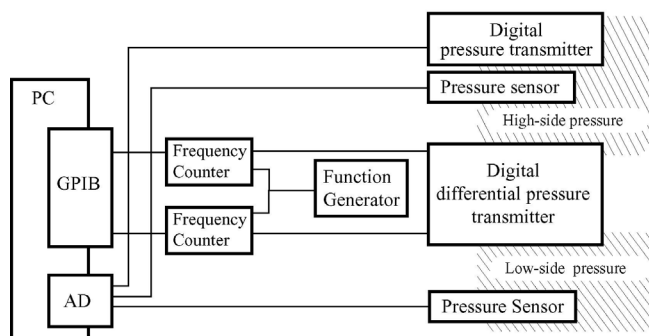 Digital
pressure transmitter
PC
Pressure sensor
High-side pressure
GPIB
Frequency
Counter
Function
Generator
Digital
differential pressure
transmitter
Frequency
Counter
Low-side pressure
AD
Pressure Sensor